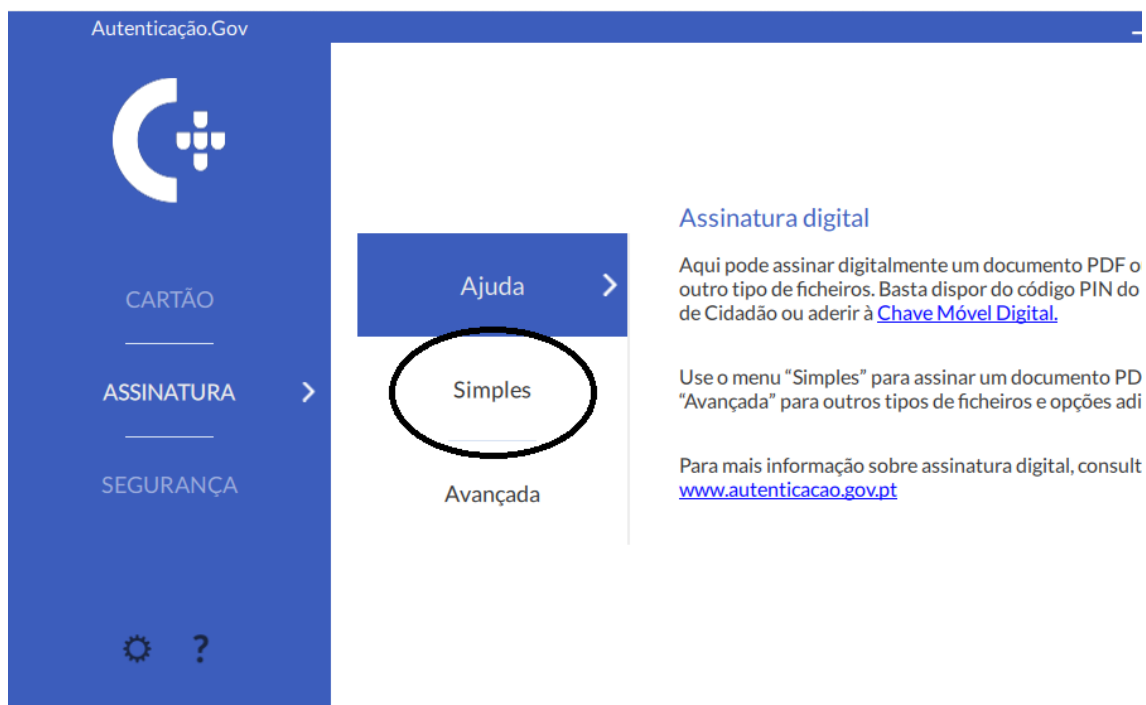 Autenticação.Gov
CARTÃO
ASSINATURA
SEGURANÇA
?
Ajuda
Simples
Avançada
Assinatura digital
Aqui pode assinar digitalmente um documento PDF o
outro tipo de ficheiros. Basta dispor do código PIN do
de Cidadão ou aderir à Chave Móvel Digital.
Use o menu “Simples” para assinar um documento PD
“Avançada” para outros tipos de ficheiros e opções adi
Para mais informação sobre assinatura digital, consult
www.autenticacao.gov.pt